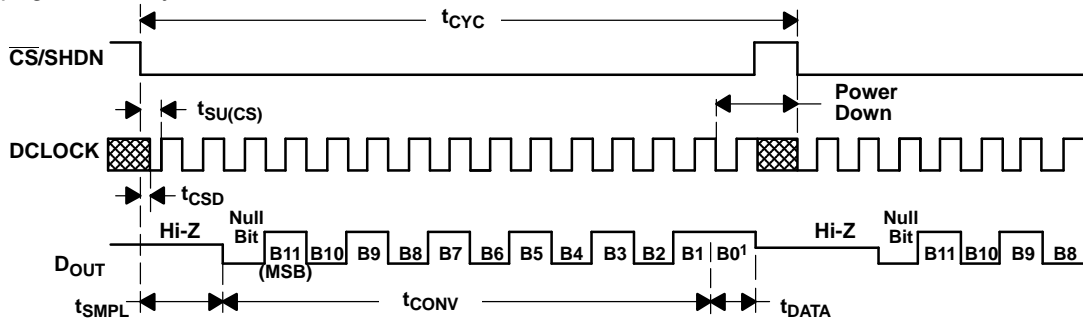 tCYC
CS/SHDN
tSU(CS)
Power
Down
DCLOCK
tCSD
Hi-Z
Null
Bit
B11
(MSB)
B10
B9
B8
B7
B6
B5
B4
B3
B2
B1
B0¹
Hi-Z
Null
Bit
B11
B10
B9
B8
DOUT
tSMPL
tCONV
tDATA